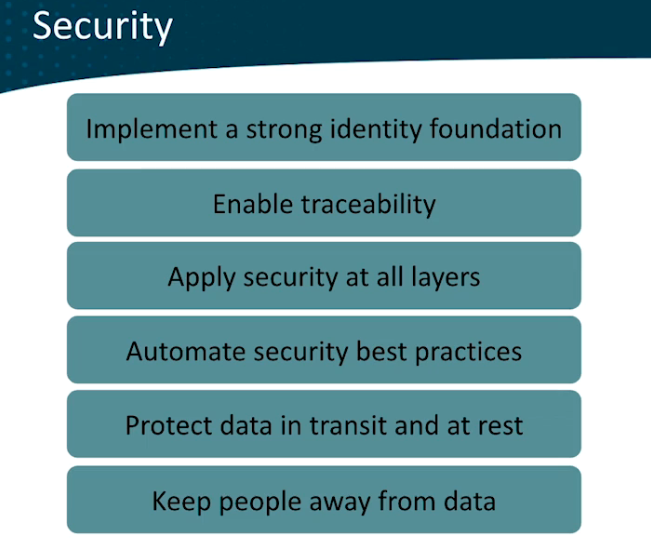 Security
Implement a strong identity foundation
Enable traceability
Apply security at all layers
Automate security best practices
Protect data in transit and at rest
Keep people away from data